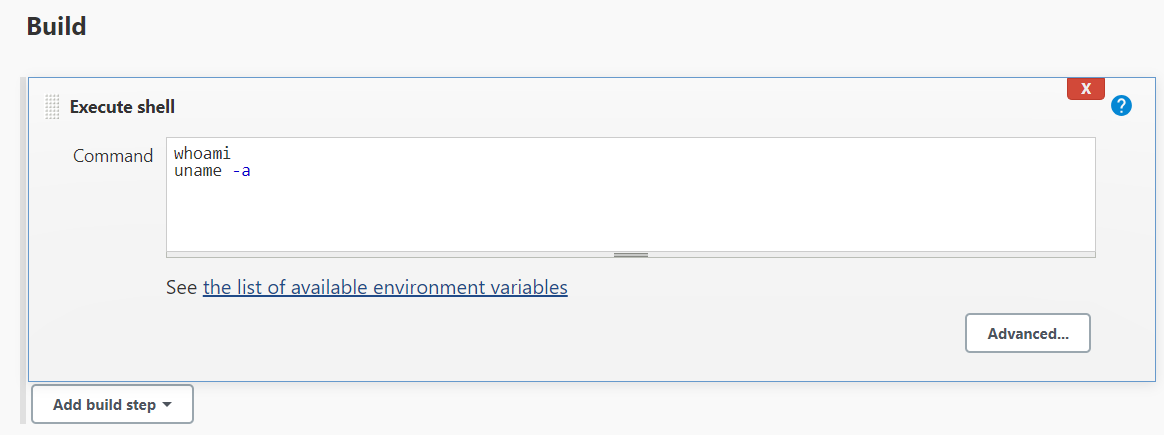 Build
X
Execute shell
?
Command
whoami
uname -a
See the list of available environment variables
Advanced...
Add build step